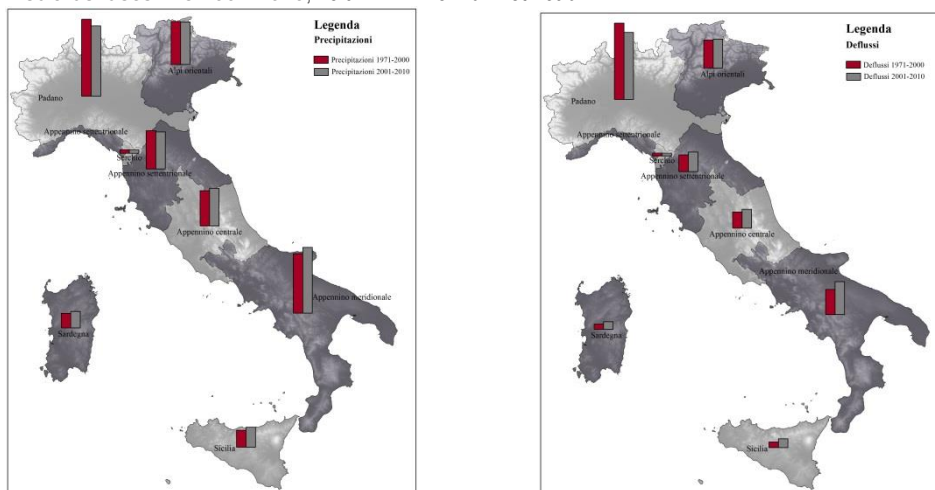 Legenda
Precipitazioni
Precipitazioni 1971-2000
Precipitazioni 2001-2010
Alpi orientali
Padano
Appennino settentrionale
Serchio
Appennino settentrionale
Appennino centrale
Appennino meridionale
Sardegna
Sicilia
Legenda
Deflussi
Deflussi 1971-2000
Deflussi 2001-2010
Alpi orientali
Padano
Appennino settentrionale
Serchio
Appennino settentrionale
Appennino centrale
Appennino meridionale
Sardegna
Sicilia